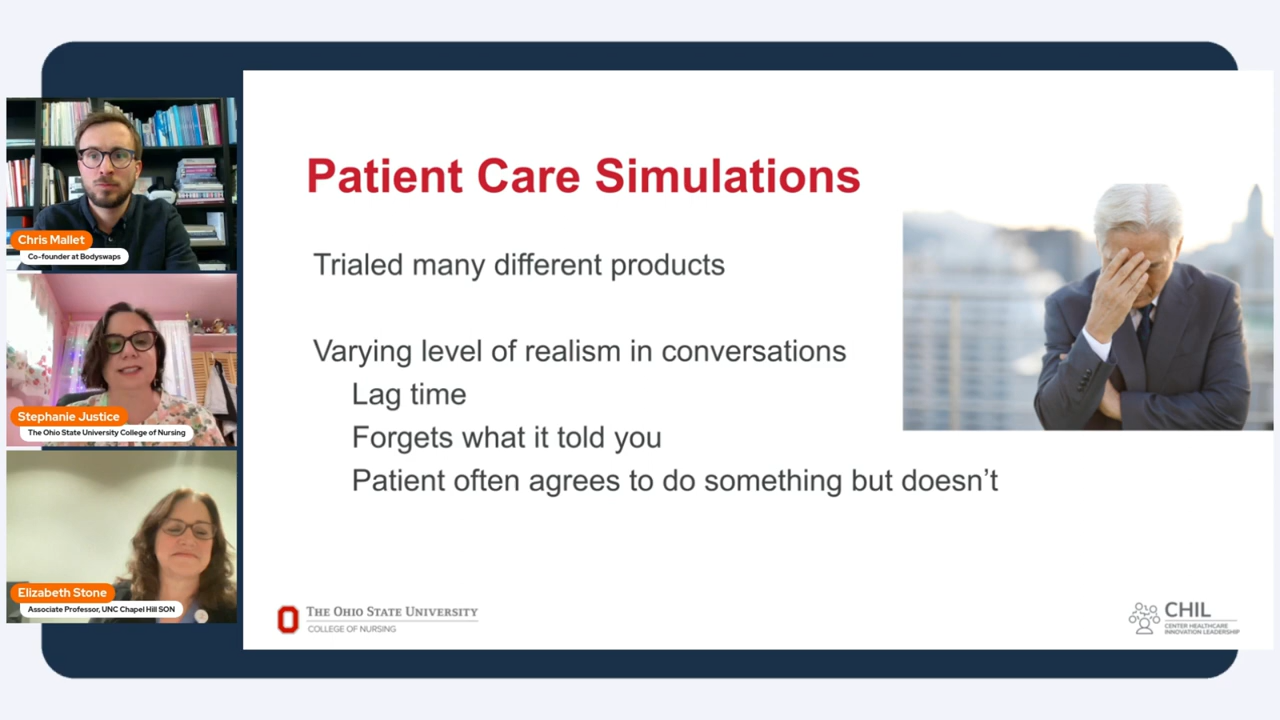 Chris Mallet
Co-founder at Bodyswaps
Stephanie Justice
The Ohio State University College of Nursing
Elizabeth Stone
Associate Professor, UNC Chapel Hill SON
Patient Care Simulations
Trialed many different products
Varying level of realism in conversations
Lag time
Forgets what it told you
Patient often agrees to do something but doesn’t
THE OHIO STATE UNIVERSITY
COLLEGE OF NURSING
CHIL
CENTER HEALTHCARE
INNOVATION LEADERSHIP